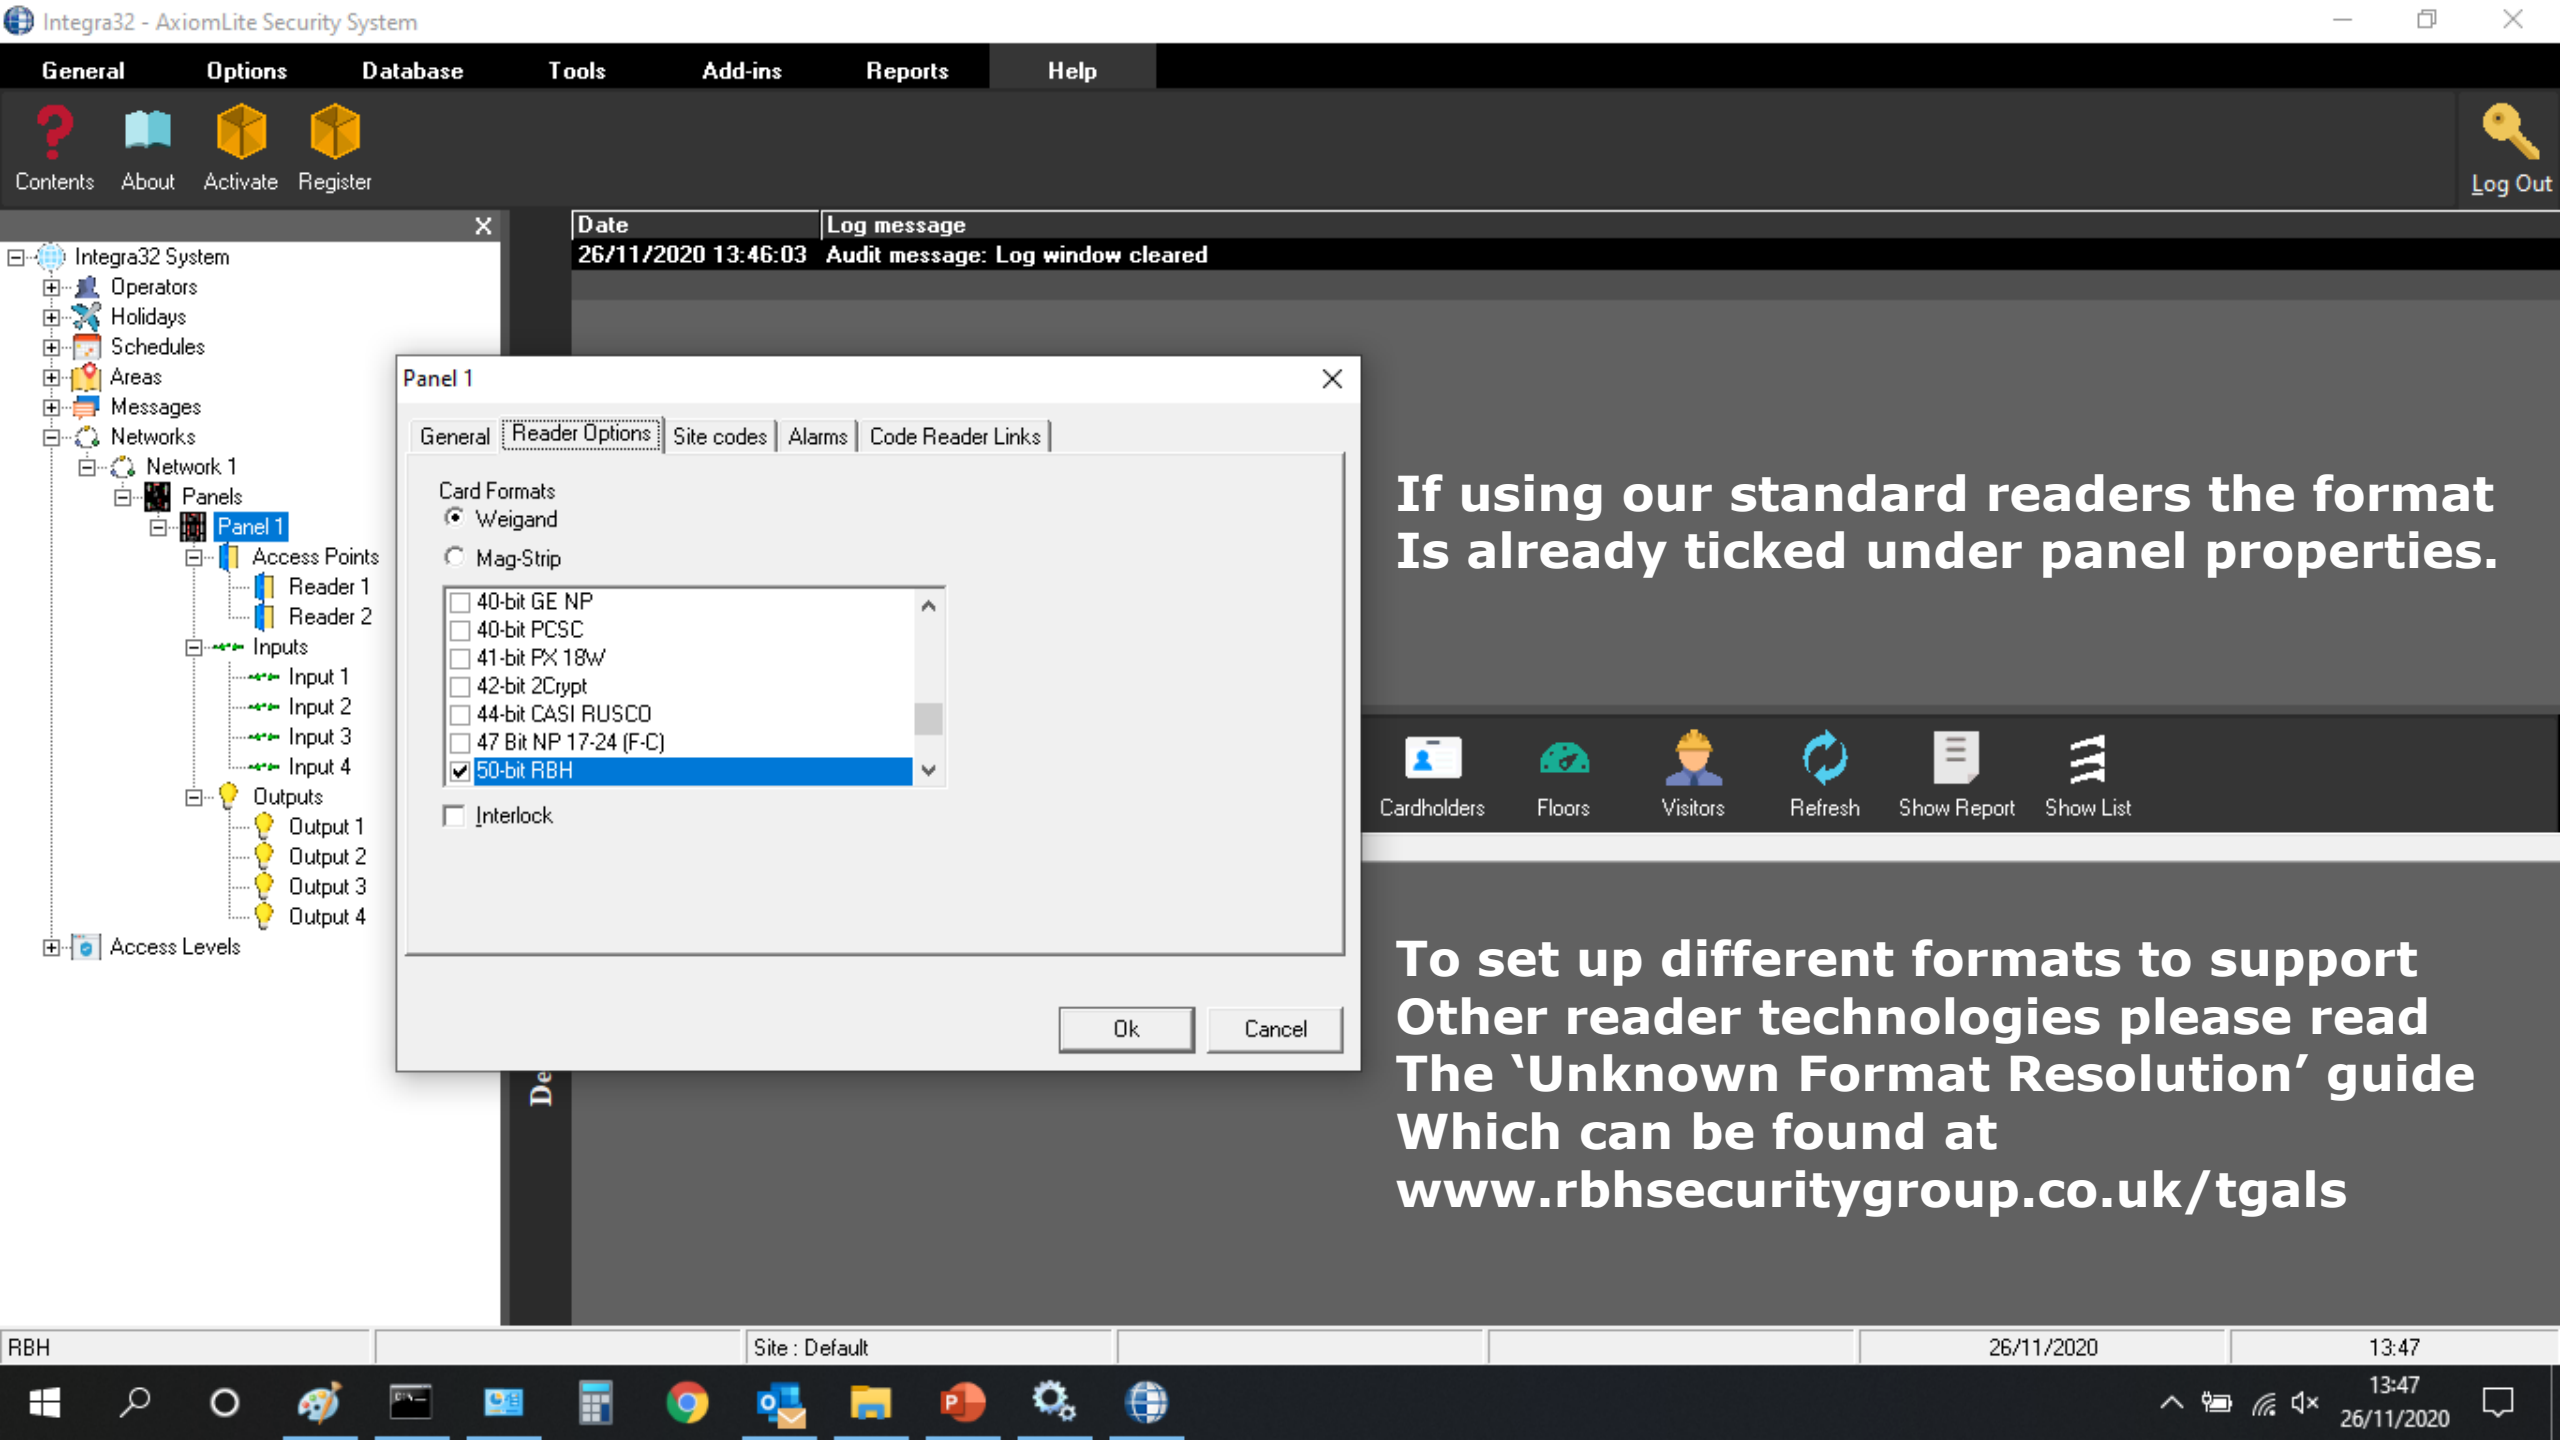 Integra32 - AxiomLite Security System
General Options Database Tools Add-ins Reports Help
Contents About Activate Register Log Out
Date Log message
26/11/2020 13:46:03 Audit message: Log window cleared
Integra32 System
Operators
Holidays
Schedules
Areas
Messages
Networks
Network 1
Panels
Panel 1
Access Points
Reader 1
Reader 2
Inputs
Input 1
Input 2
Input 3
Input 4
Outputs
Output 1
Output 2
Output 3
Output 4
Access Levels
Panel 1
General Reader Options Site codes Alarms Code Reader Links
Card Formats
Weigand
Mag-Strip
40-bit GE NP
40-bit PCSC
41-bit PX 18W
42-bit 2Crypt
44-bit CASI RUSCO
47 Bit NP 17-24 (F-C)
50-bit RBH
Interlock
Ok Cancel
De
If using our standard readers the format
Is already ticked under panel properties.
Cardholders Floors Visitors Refresh Show Report Show List
To set up different formats to support
Other reader technologies please read
The ‘Unknown Format Resolution’ guide
Which can be found at
www.rbhsecuritygroup.co.uk/tgals
RBH Site : Default 26/11/2020 13:47
13:47
26/11/2020